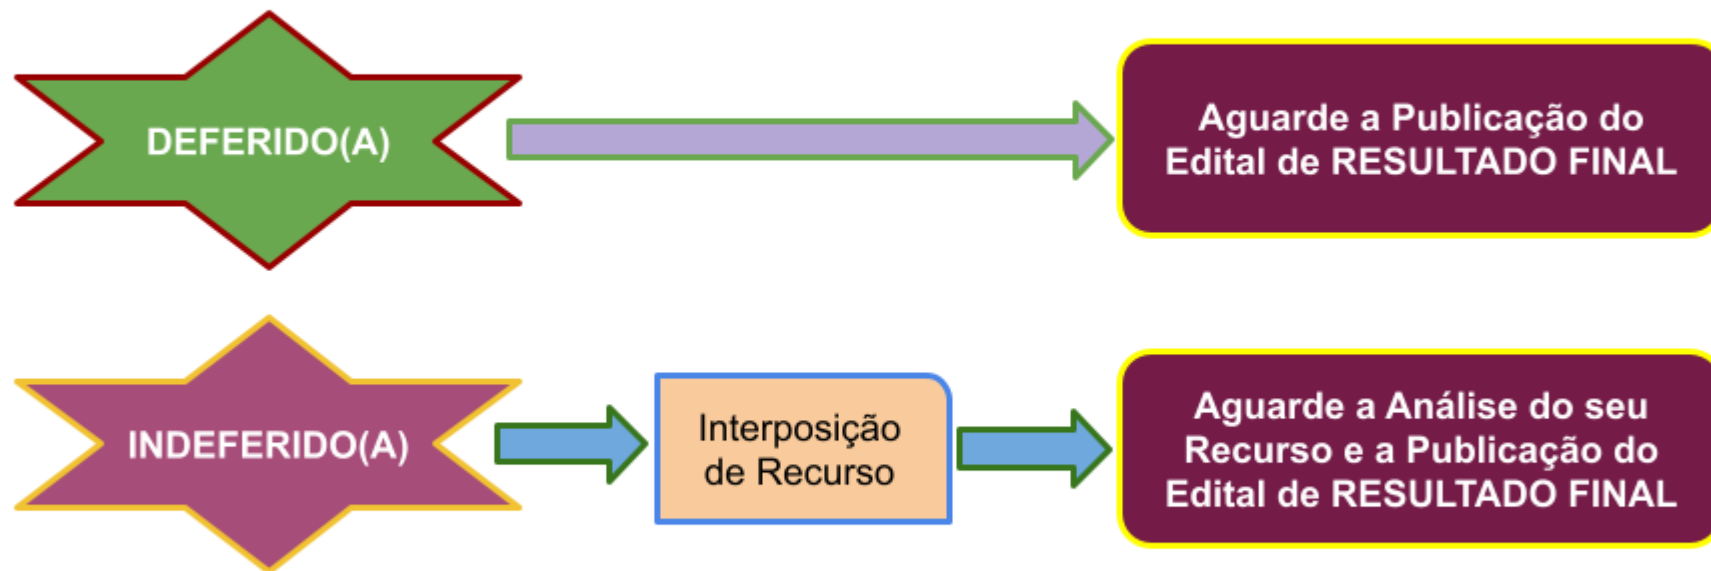 DEFERIDO(A)
Aguarde a Publicação do
Edital de RESULTADO FINAL
INDEFERIDO(A)
Interposição
de Recurso
Aguarde a Análise do seu
Recurso e a Publicação do
Edital de RESULTADO FINAL